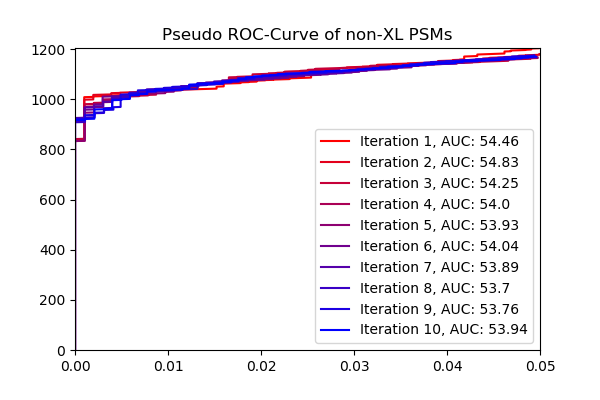 Pseudo ROC-Curve of non-XL PSMs
1200
1000
800
600
400
200
0
0.00 0.01 0.02 0.03 0.04 0.05
Iteration 1, AUC: 54.46
Iteration 2, AUC: 54.83
Iteration 3, AUC: 54.25
Iteration 4, AUC: 54.0
Iteration 5, AUC: 53.93
Iteration 6, AUC: 54.04
Iteration 7, AUC: 53.89
Iteration 8, AUC: 53.7
Iteration 9, AUC: 53.76
Iteration 10, AUC: 53.94